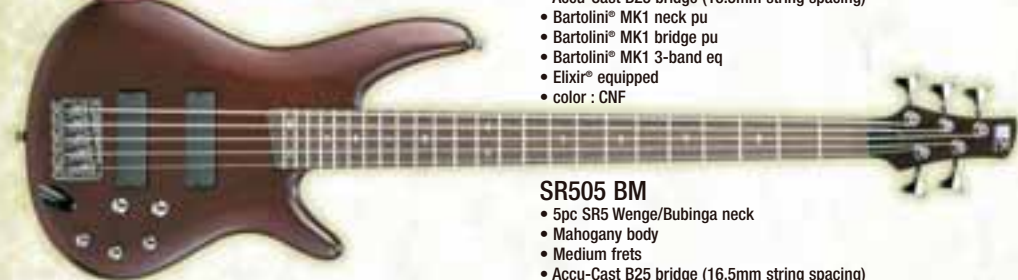 • Accu-Cast B25 bridge (16.5mm string spacing)
• Bartolini® MK1 neck pu
• Bartolini® MK1 bridge pu
• Bartolini® MK1 3-band eq
• Elixir® equipped
• color : CNF
SR505 BM
• 5pc SR5 Wenge/Bubinga neck
• Mahogany body
• Medium frets
• Accu-Cast B25 bridge (16.5mm string spacing)